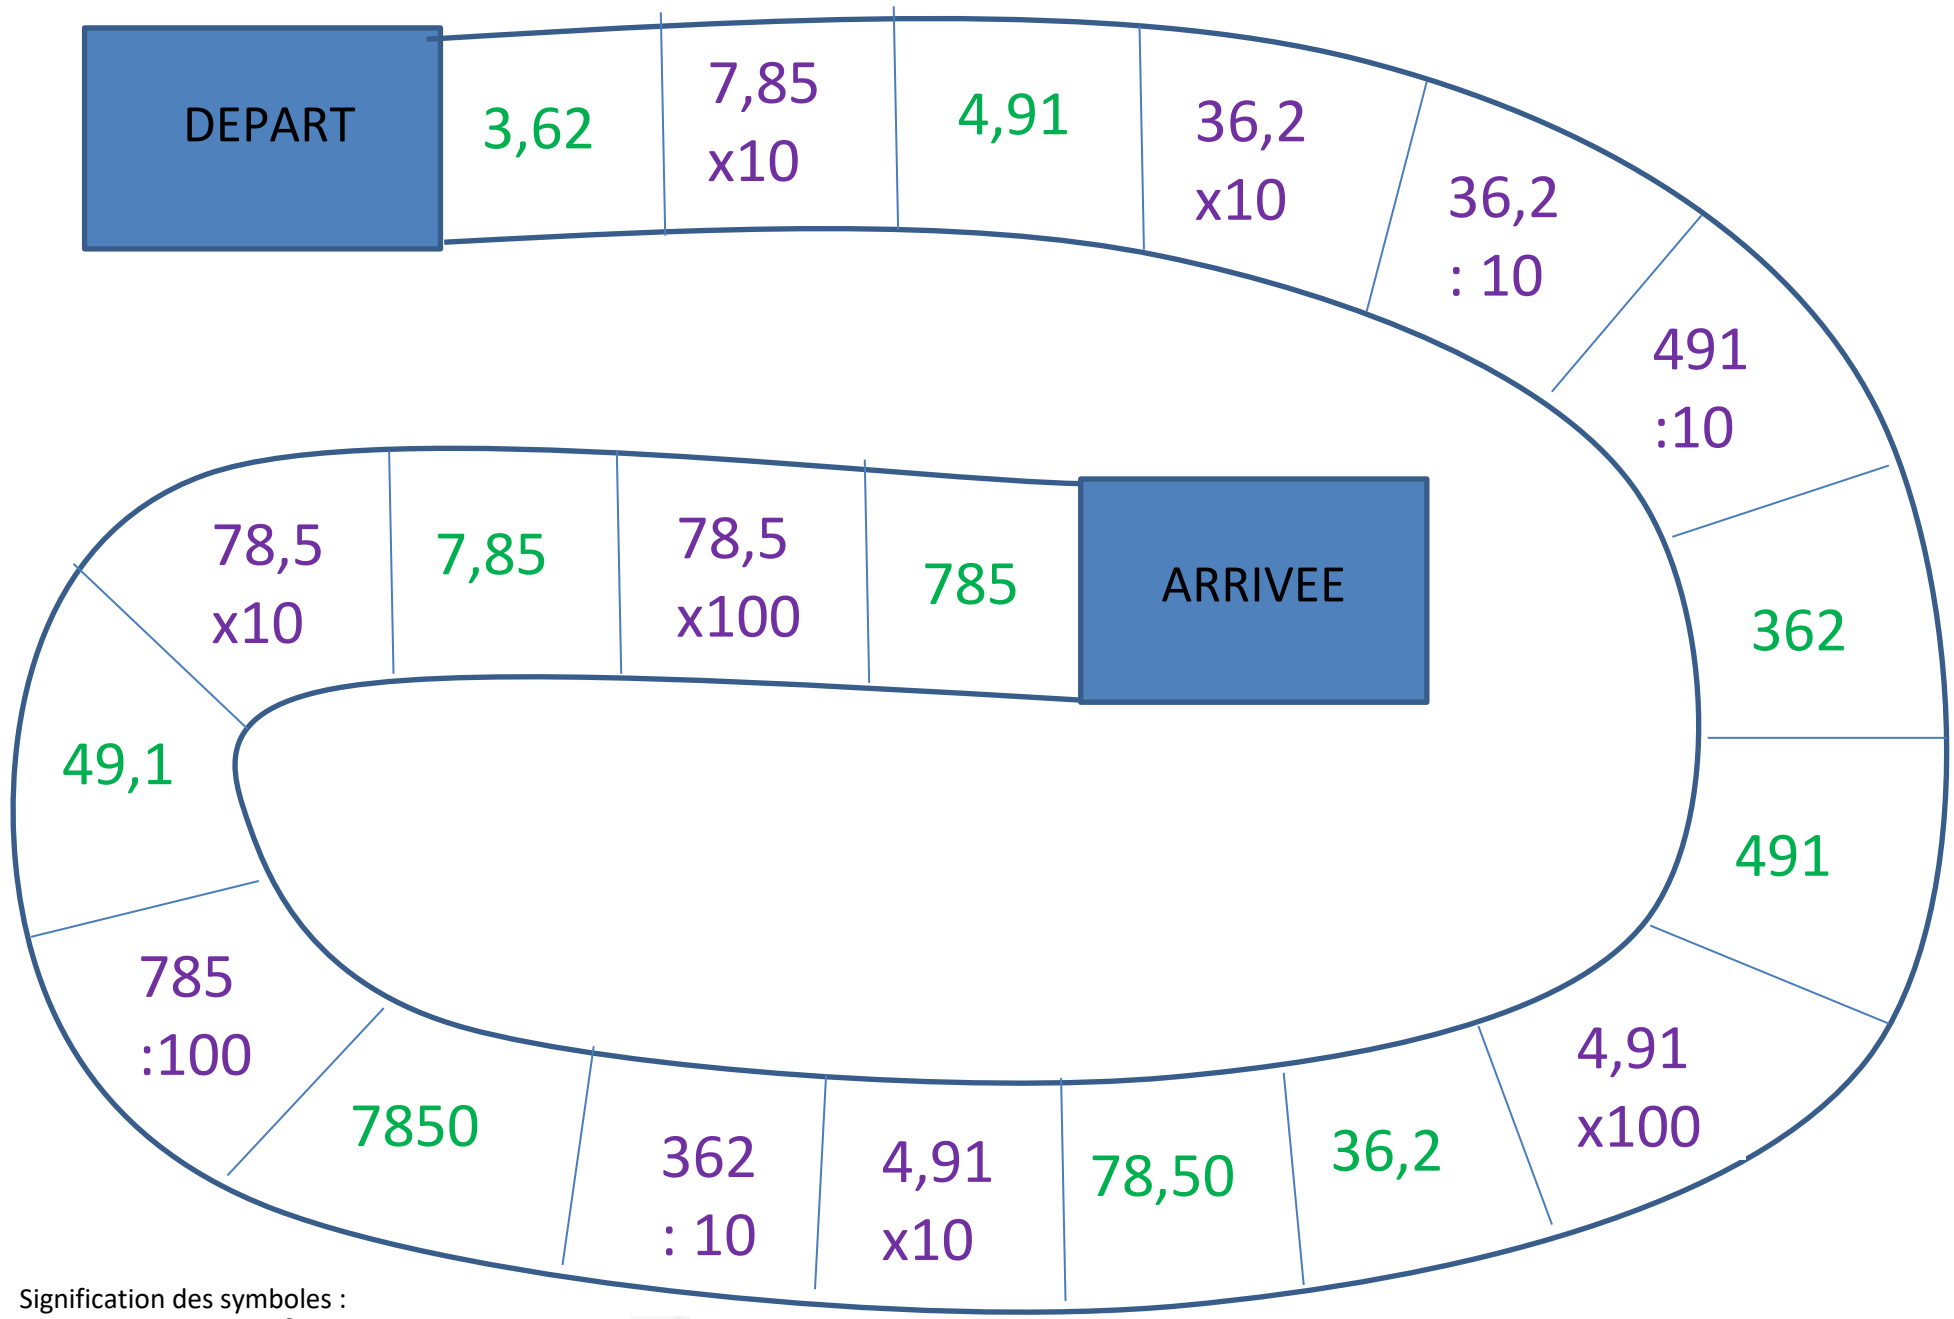 DEPART
3,62
7,85
x10
4,91
36,2
x10
36,2
: 10
491
:10
362
491
4,91
x100
36,2
78,50
4,91
x10
362
: 10
7850
785
:100
49,1
78,5
x10
7,85
78,5
x100
785
ARRIVEE
Signification des symboles :